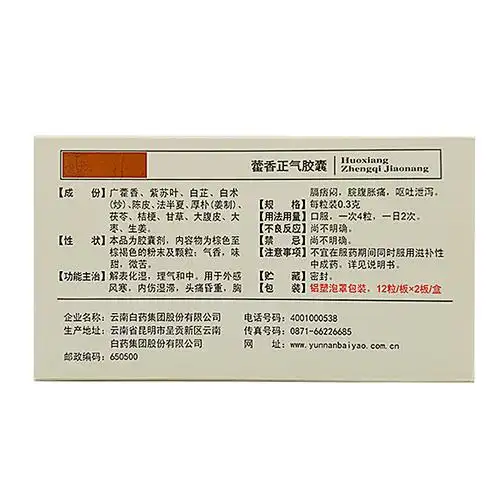 藿香正气胶囊
Huoxiang
Zhengqi Jiaonang
【成 份】 广藿香、紫苏叶、白芷、白术
(炒)、陈皮、法半夏、厚朴(姜制)、
茯苓、桔梗、甘草、大腹皮、大
枣、生姜。
【性 状】 本品为胶囊剂，内容物为棕色至
棕褐色的粉末及颗粒；气香，味
甜，微苦。
【功能主治】 解表化湿，理气和中。用于外感
风寒，内伤湿滞，头痛昏重，胸
膈痞闷，脘腹胀痛，呕吐泄泻。
【规 格】 每粒装0.3克
【用法用量】 口服，一次4粒，一日2次。
【不良反应】 尚不明确。
【禁 忌】 尚不明确。
【注意事项】 不宜在服药期间同时服用滋补性
中成药，详见说明书。
【贮 藏】 密封。
【包 装】 铝塑泡罩包装，12粒/板×2板/盒
企业名称：云南白药集团股份有限公司
生产地址：云南省昆明市呈贡新区云南
白药集团股份有限公司
邮政编码：650500
电话号码：4001000538
传真号码：0871-66226685
网 址：www.yunnanbaiyao.com.cn